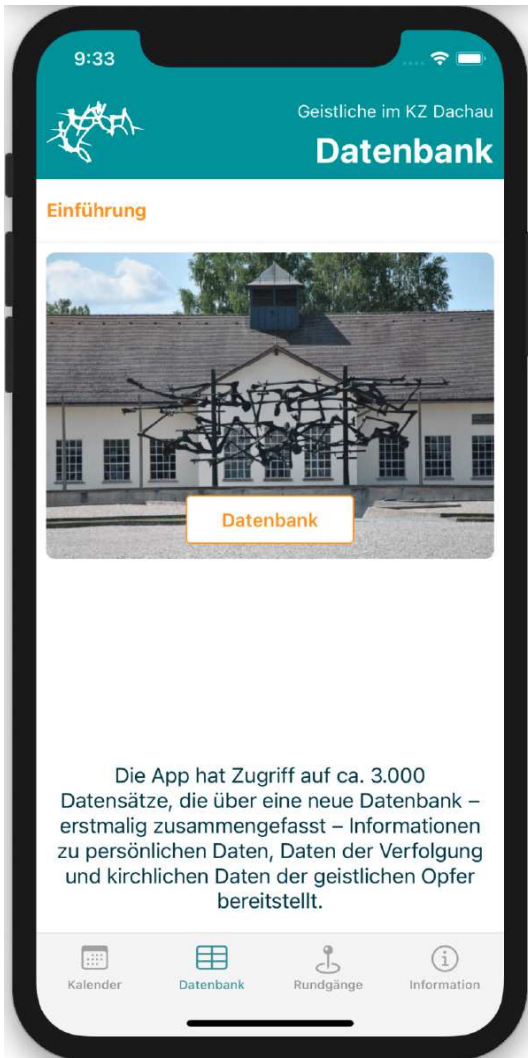 9:33
Geistliche im KZ Dachau
Datenbank
Einführung
Datenbank
Die App hat Zugriff auf ca. 3.000
Datensätze, die über eine neue Datenbank –
erstmalig zusammengefasst – Informationen
zu persönlichen Daten, Daten der Verfolgung
und kirchlichen Daten der geistlichen Opfer
bereitstellt.
Kalender Datenbank Rundgänge Information